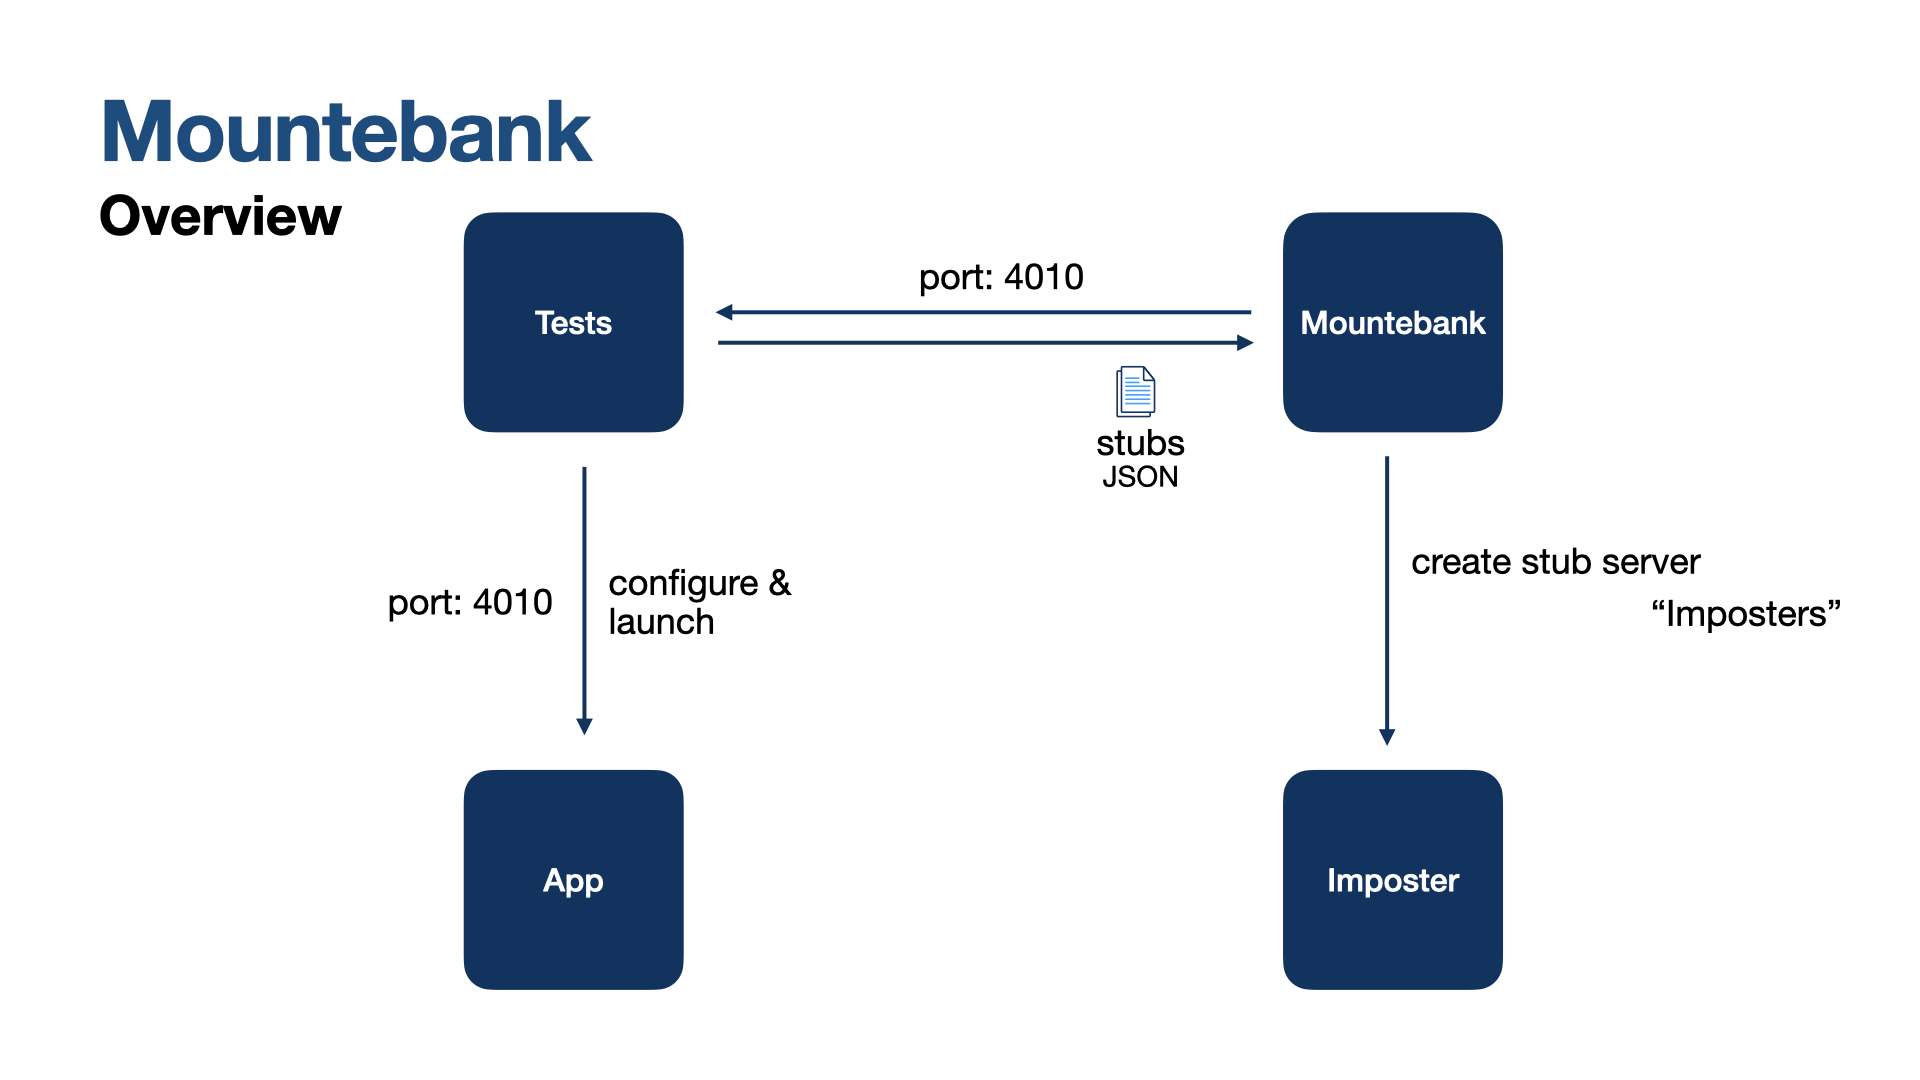 Mountebank
Overview
Tests
port: 4010
Mountebank
stubs
JSON
port: 4010
configure &
launch
create stub server
“Imposters”
App
Imposter